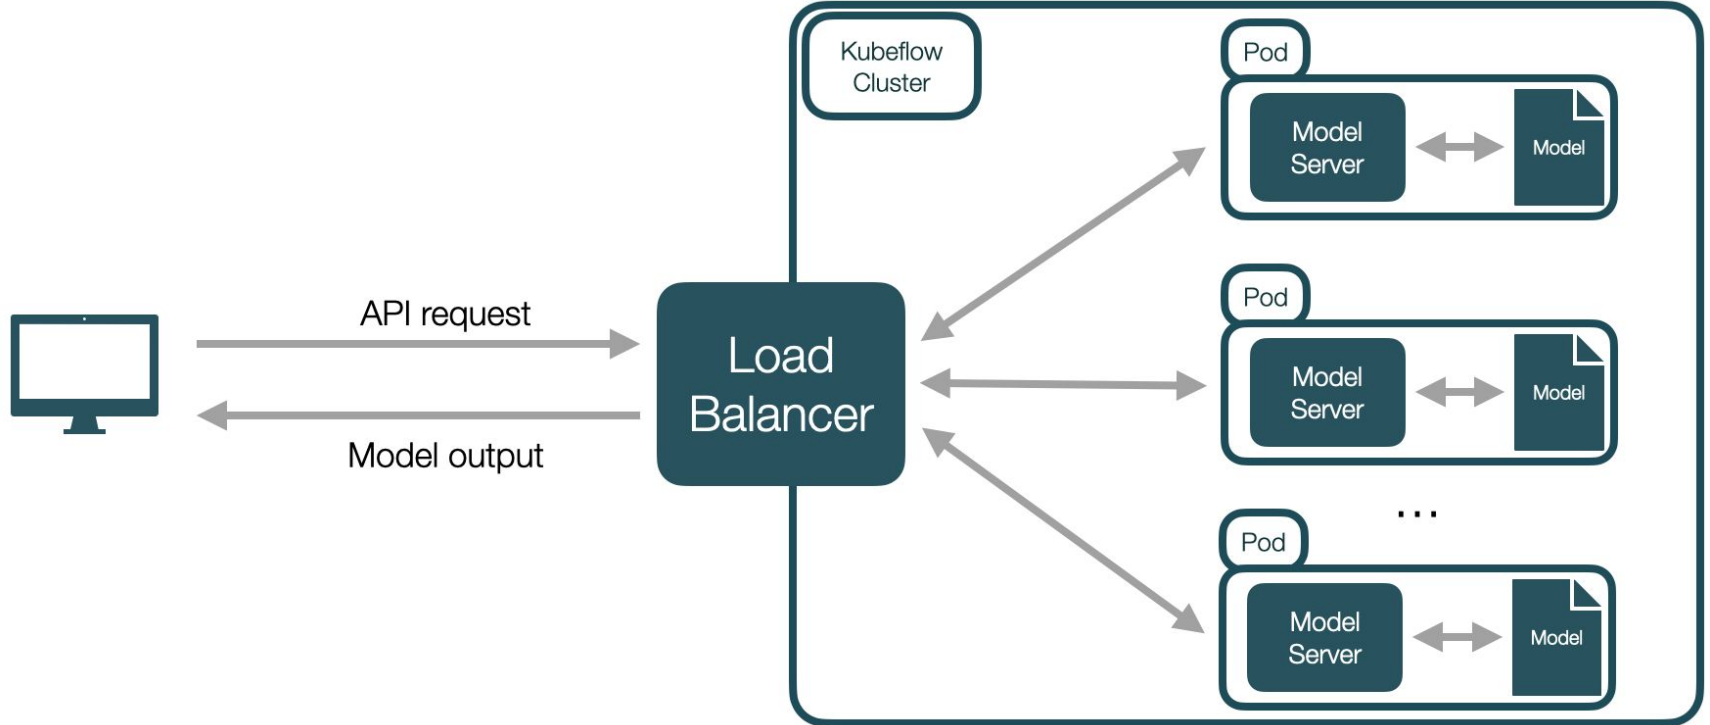 Kubeflow
Cluster
Pod
Model
Server
Model
API request
Load
Balancer
Model output
Pod
Model
Server
Model
...
Pod
Model
Server
Model